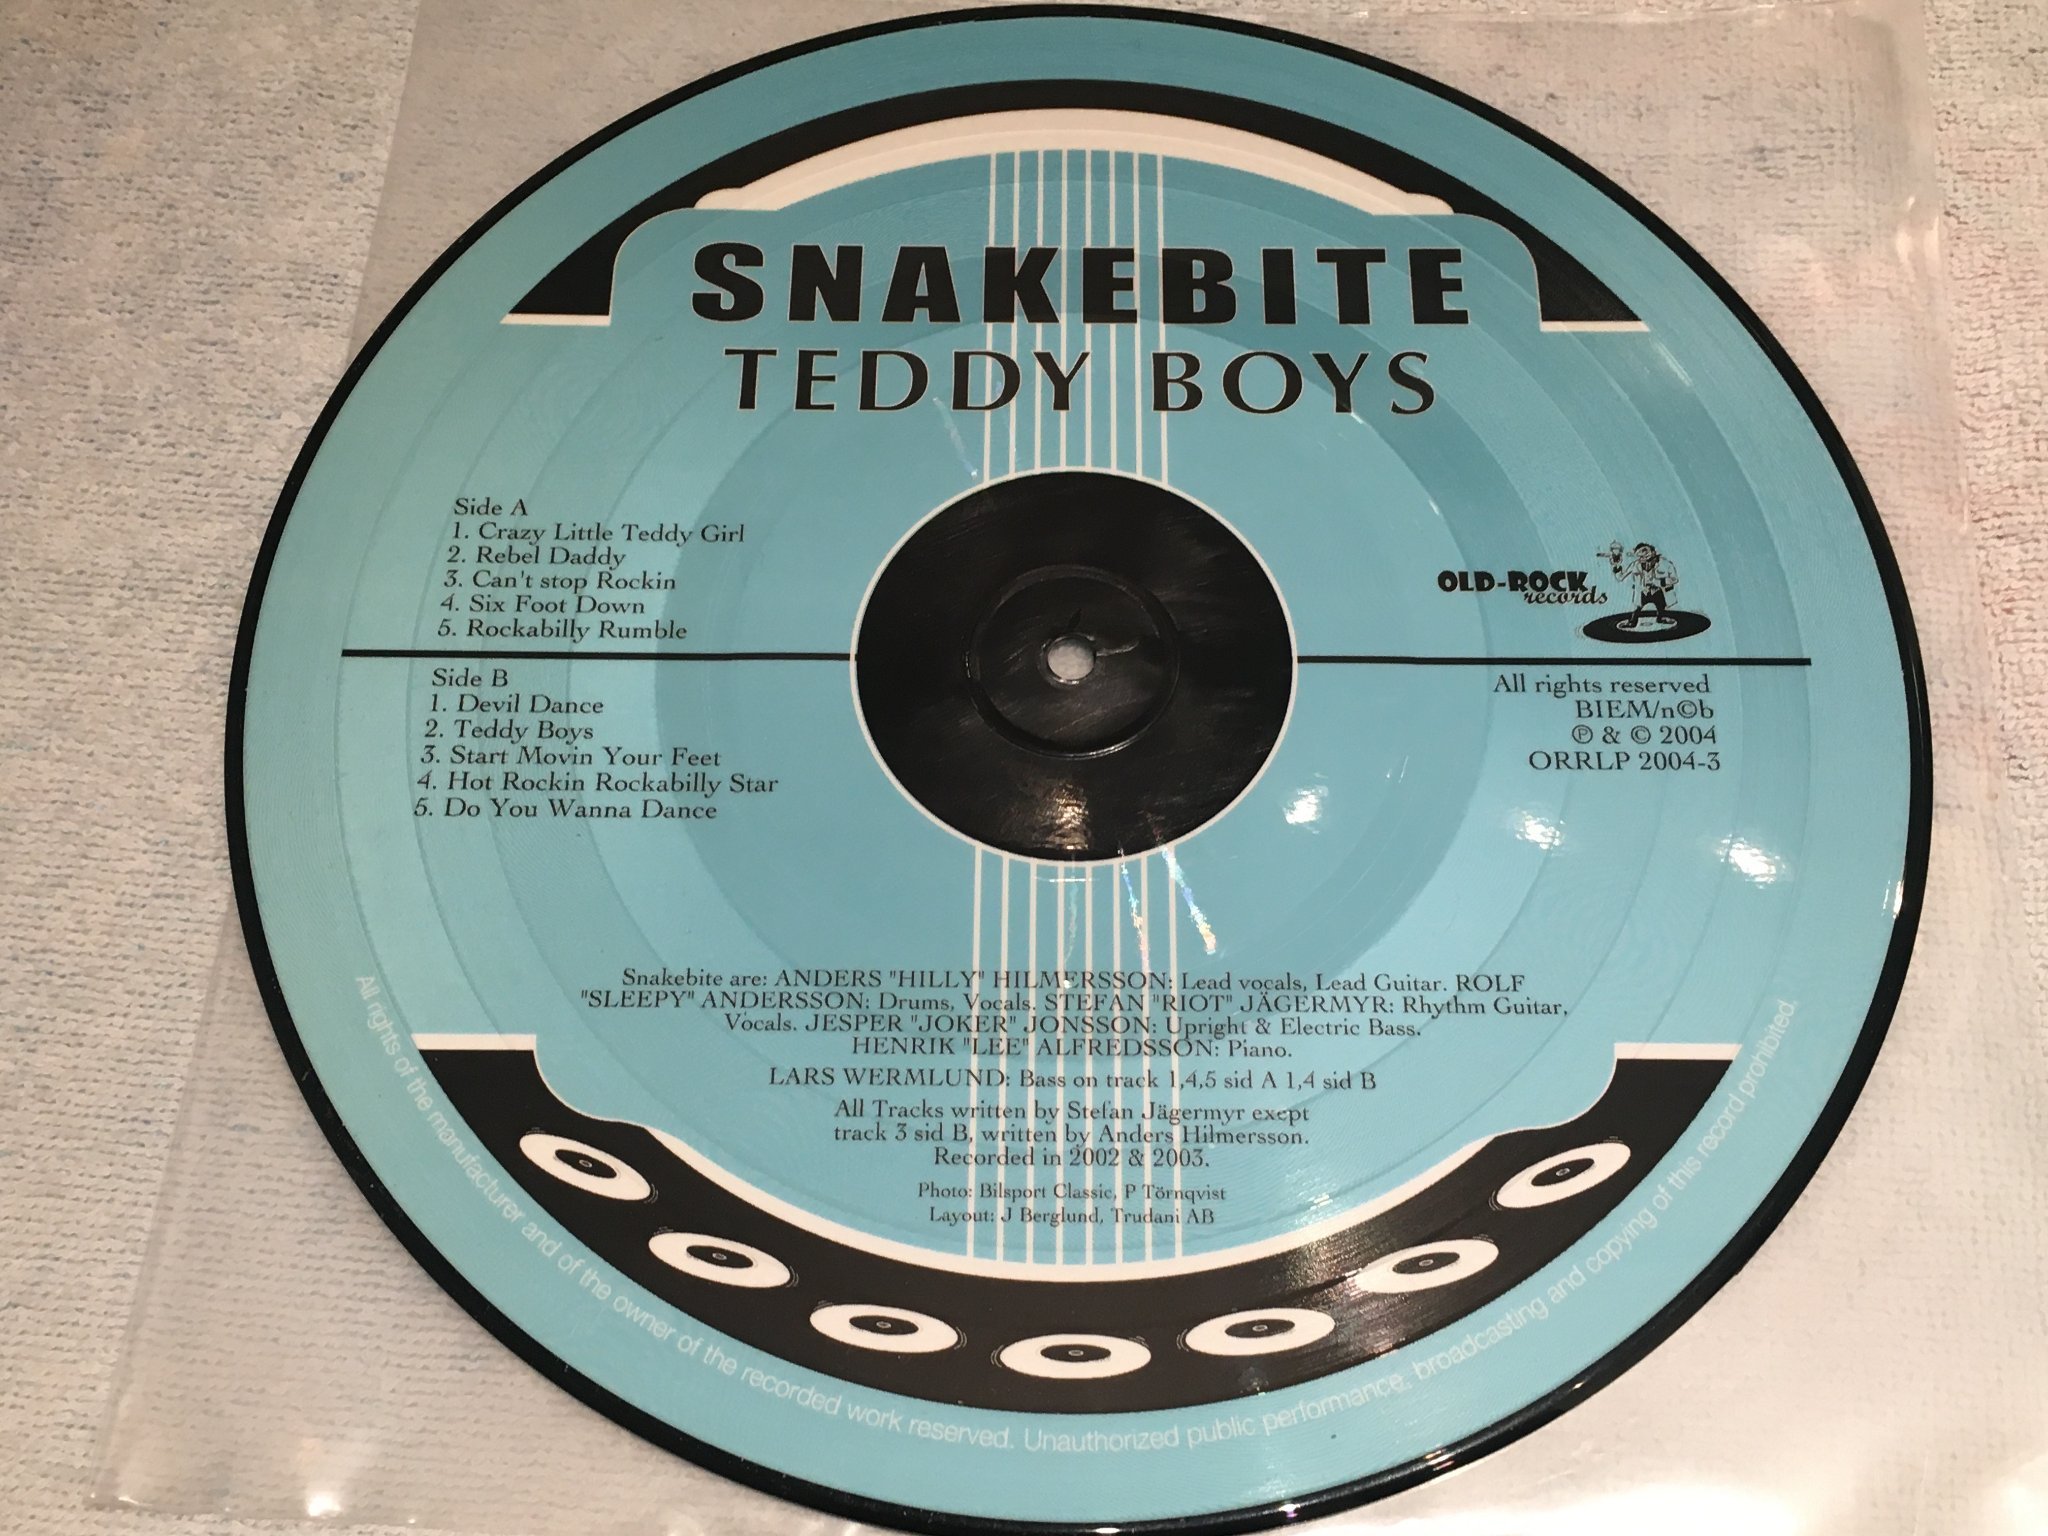 SNAKEBITE
TEDDY BOYS
Side A
1. Crazy Little Teddy Girl
2. Rebel Daddy
3. Can't stop Rockin
4. Six Foot Down
5. Rockabilly Rumble
Side B
1. Devil Dance
2. Teddy Boys
3. Start Movin Your Feet
4. Hot Rockin Rockabilly Star
5. Do You Wanna Dance
OLD-ROCK
records
All rights reserved
BIEM/n©b
℗ & © 2004
ORRLP 2004-3
Snakebite are: ANDERS "HILLY" HILMERSSON: Lead vocals, Lead Guitar. ROLF
"SLEEPY" ANDERSSON: Drums, Vocals. STEFAN "RIOT" JÄGERMYR: Rhythm Guitar,
Vocals. JESPER "JOKER" JONSSON: Upright & Electric Bass.
HENRIK "LEE" ALFREDSSON: Piano.
LARS WERMLUND: Bass on track 1,4,5 sid A 1,4 sid B
All Tracks written by Stefan Jägermyr exept
track 3 sid B, written by Anders Hilmersson.
Recorded in 2002 & 2003.
Photo: Bilsport Classic, P Törnqvist
Layout: J Berglund, Trudani AB
All rights of the manufacturer and of the owner of the recorded work reserved. Unauthorized public performance, broadcasting and copying of this record prohibited.